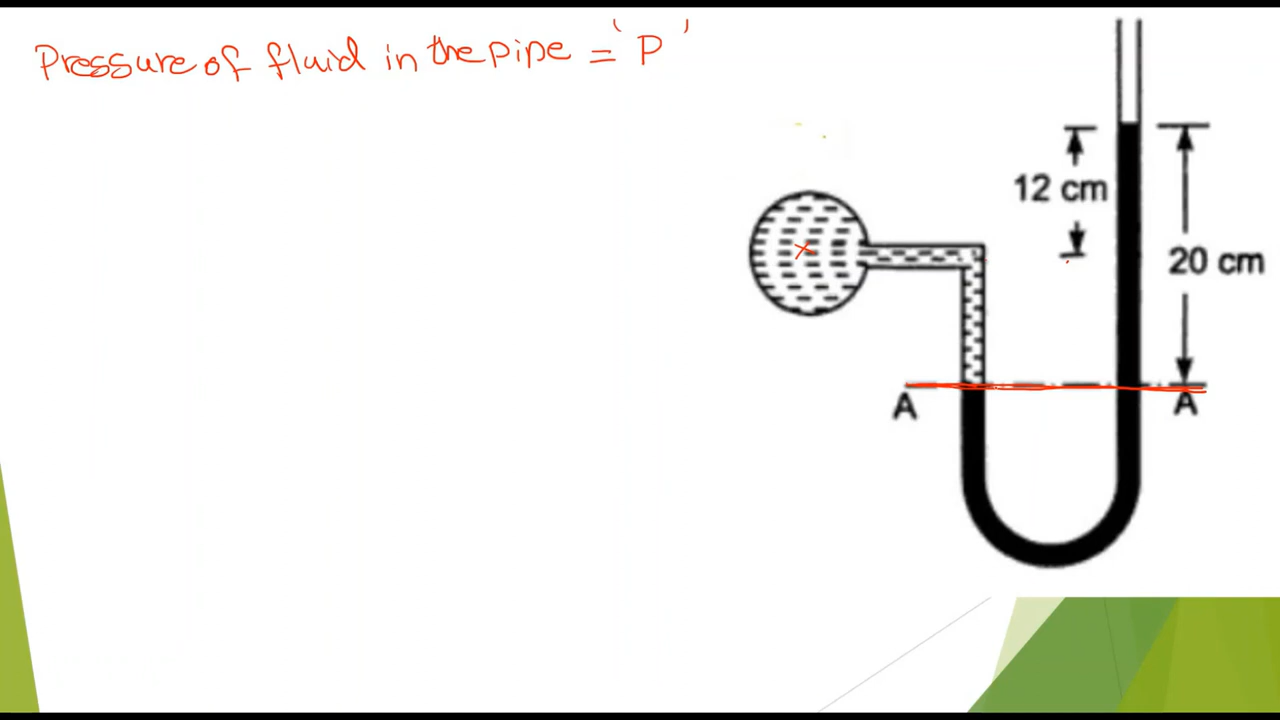 Pressure of fluid in the pipe = 'P'
12 cm
20 cm
A
A